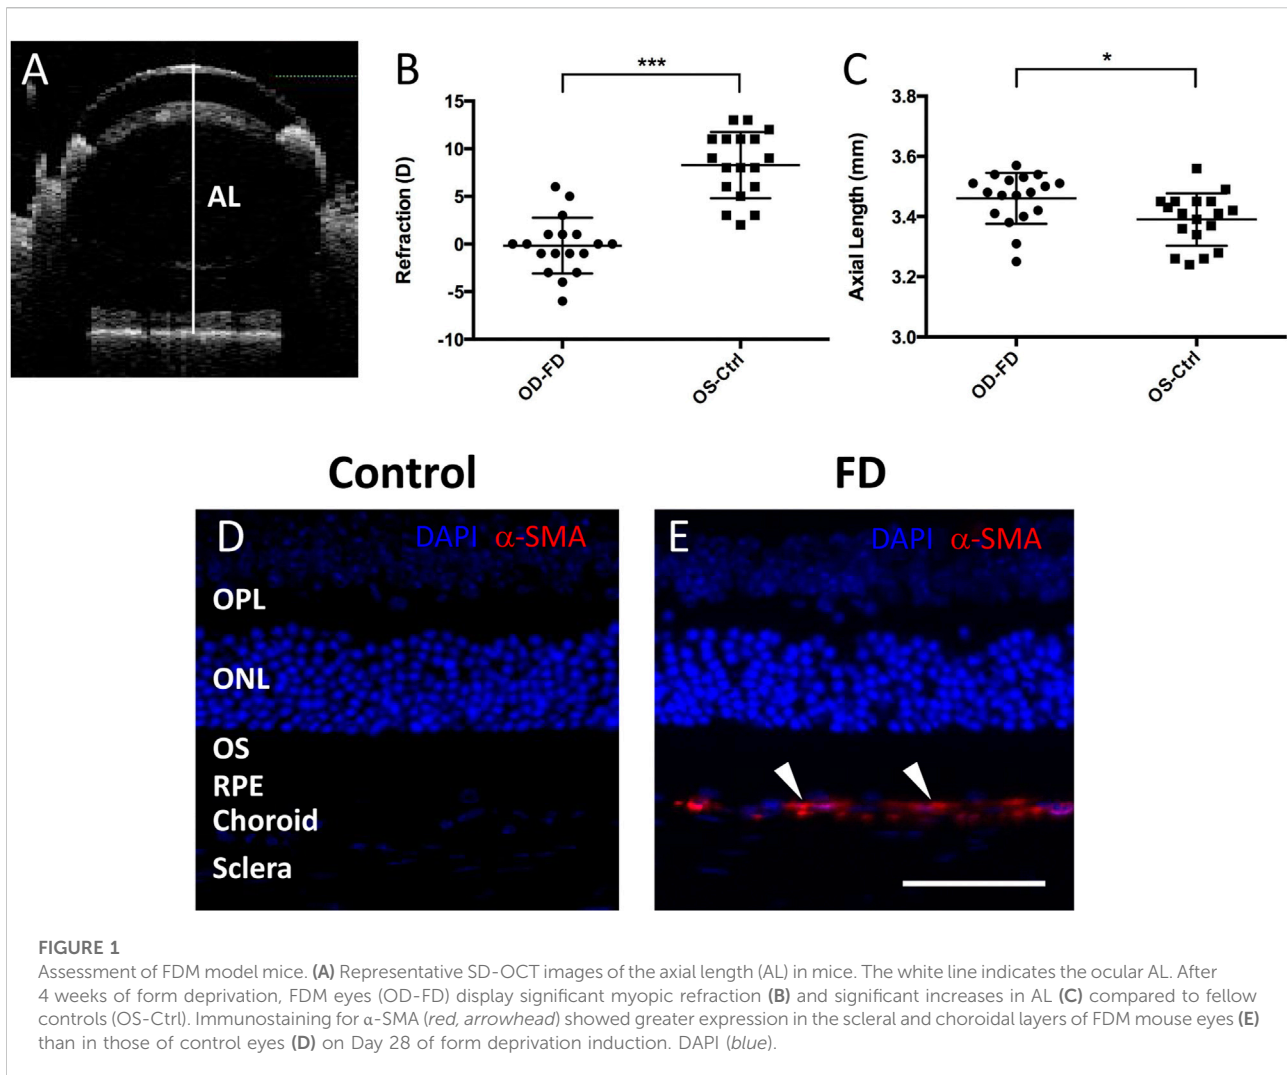 A
AL
B
***
Refraction (D)
15
10
5
0
-5
-10
OD-FD
OS-Ctrl
C
*
Axial Length (mm)
3.8
3.6
3.4
3.2
3.0
OD-FD
OS-Ctrl
Control
FD
D
DAPI α-SMA
OPL
ONL
OS
RPE
Choroid
Sclera
E
DAPI α-SMA
FIGURE 1
Assessment of FDM model mice. (A) Representative SD-OCT images of the axial length (AL) in mice. The white line indicates the ocular AL. After
4 weeks of form deprivation, FDM eyes (OD-FD) display significant myopic refraction (B) and significant increases in AL (C) compared to fellow
controls (OS-Ctrl). Immunostaining for α-SMA (red, arrowhead) showed greater expression in the scleral and choroidal layers of FDM mouse eyes (E)
than in those of control eyes (D) on Day 28 of form deprivation induction. DAPI (blue).